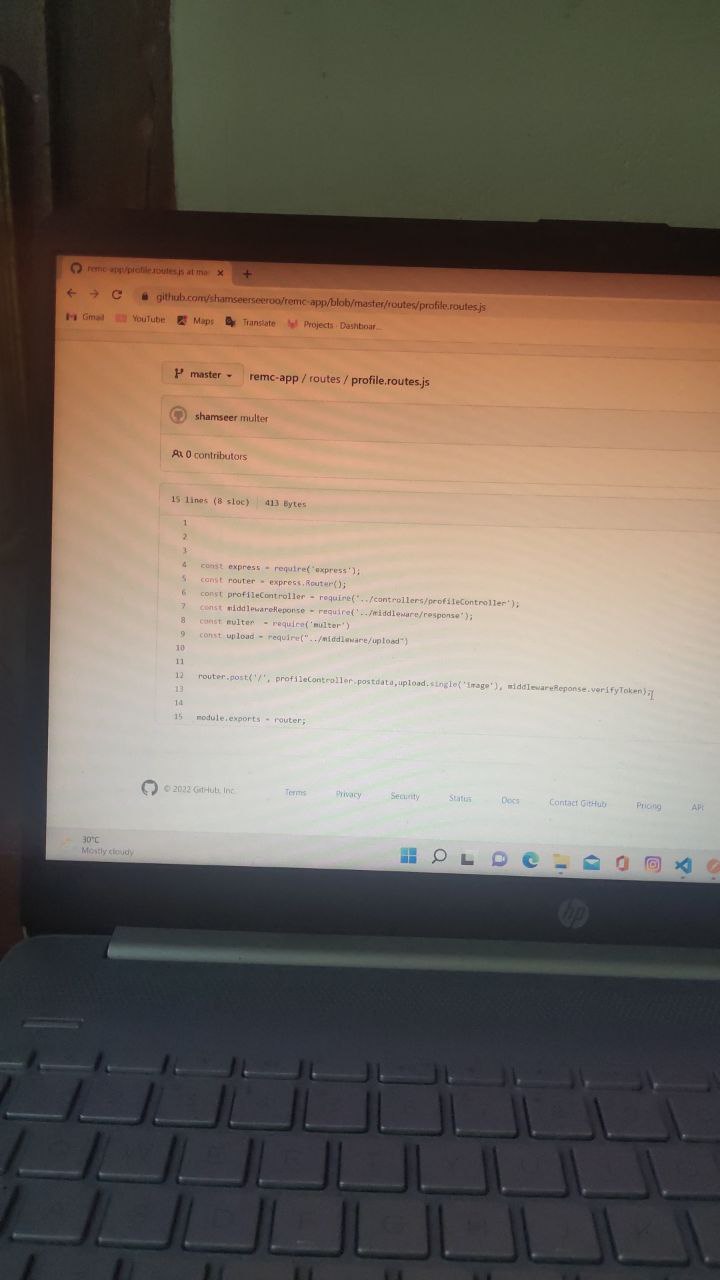 remc-app/profile.routes.js at mas
github.com/shamseerseeroo/remc-app/blob/master/routes/profile.routes.js
Gmail YouTube Maps Translate Projects · Dashboar...
master remc-app / routes / profile.routes.js
shamseer multer
0 contributors
15 lines (8 sloc) 413 Bytes
1
2
3
4 const express = require('express');
5 const router = express.Router();
6 const profileController = require('../controllers/profileController');
7 const middlewareReponse = require('../middleware/response');
8 const multer = require('multer')
9 const upload = require("../middleware/upload")
10
11
12 router.post('/', profileController.postdata,upload.single('image'), middlewareReponse.verifyToken);
13
14
15 module.exports = router;
© 2022 GitHub, Inc. Terms Privacy Security Status Docs Contact GitHub Pricing API
30°C
Mostly cloudy
hp